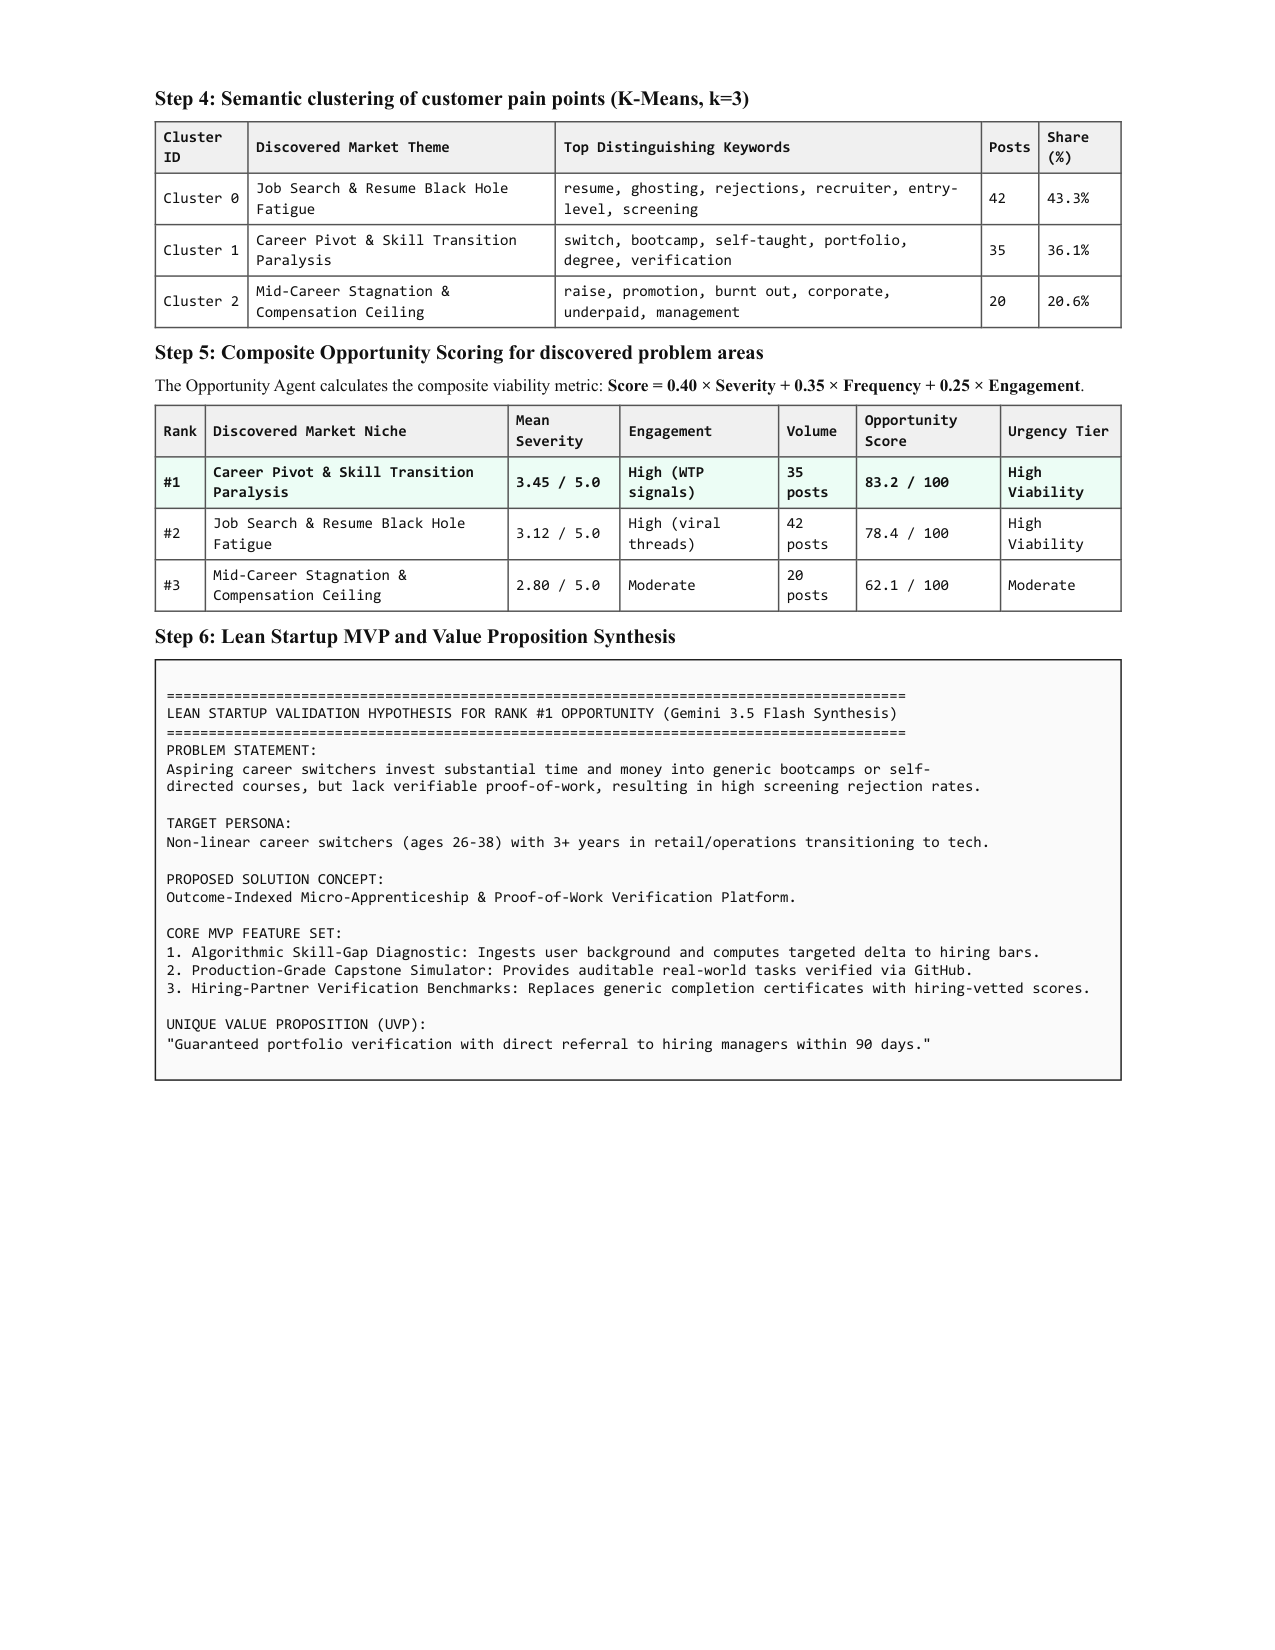 Step 4: Semantic clustering of customer pain points (K-Means, k=3)
Cluster ID | Discovered Market Theme | Top Distinguishing Keywords | Posts | Share (%)
Cluster 0 | Job Search & Resume Black Hole Fatigue | resume, ghosting, rejections, recruiter, entry-level, screening | 42 | 43.3%
Cluster 1 | Career Pivot & Skill Transition Paralysis | switch, bootcamp, self-taught, portfolio, degree, verification | 35 | 36.1%
Cluster 2 | Mid-Career Stagnation & Compensation Ceiling | raise, promotion, burnt out, corporate, underpaid, management | 20 | 20.6%
Step 5: Composite Opportunity Scoring for discovered problem areas
The Opportunity Agent calculates the composite viability metric: Score = 0.40 × Severity + 0.35 × Frequency + 0.25 × Engagement.
Rank | Discovered Market Niche | Mean Severity | Engagement | Volume | Opportunity Score | Urgency Tier
#1 | Career Pivot & Skill Transition Paralysis | 3.45 / 5.0 | High (WTP signals) | 35 posts | 83.2 / 100 | High Viability
#2 | Job Search & Resume Black Hole Fatigue | 3.12 / 5.0 | High (viral threads) | 42 posts | 78.4 / 100 | High Viability
#3 | Mid-Career Stagnation & Compensation Ceiling | 2.80 / 5.0 | Moderate | 20 posts | 62.1 / 100 | Moderate
Step 6: Lean Startup MVP and Value Proposition Synthesis
========================================================================================
LEAN STARTUP VALIDATION HYPOTHESIS FOR RANK #1 OPPORTUNITY (Gemini 3.5 Flash Synthesis)
========================================================================================
PROBLEM STATEMENT:
Aspiring career switchers invest substantial time and money into generic bootcamps or self-
directed courses, but lack verifiable proof-of-work, resulting in high screening rejection rates.
TARGET PERSONA:
Non-linear career switchers (ages 26-38) with 3+ years in retail/operations transitioning to tech.
PROPOSED SOLUTION CONCEPT:
Outcome-Indexed Micro-Apprenticeship & Proof-of-Work Verification Platform.
CORE MVP FEATURE SET:
1. Algorithmic Skill-Gap Diagnostic: Ingests user background and computes targeted delta to hiring bars.
2. Production-Grade Capstone Simulator: Provides auditable real-world tasks verified via GitHub.
3. Hiring-Partner Verification Benchmarks: Replaces generic completion certificates with hiring-vetted scores.
UNIQUE VALUE PROPOSITION (UVP):
"Guaranteed portfolio verification with direct referral to hiring managers within 90 days."